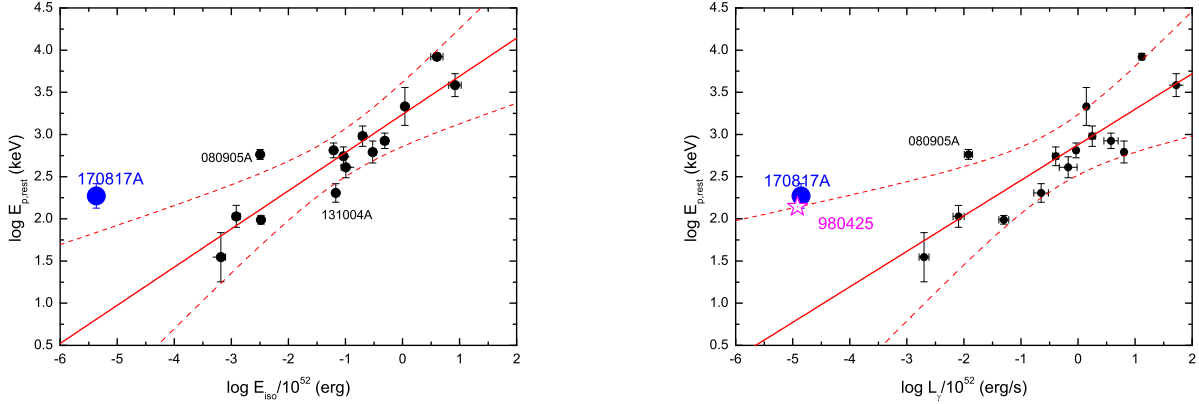 4.5
4.0
3.5
3.0
2.5
2.0
1.5
1.0
0.5
log E_p,rest (keV)
080905A
170817A
131004A
-6 -5 -4 -3 -2 -1 0 1 2
log E_iso/10^52 (erg)
4.5
4.0
3.5
3.0
2.5
2.0
1.5
1.0
0.5
log E_p,rest (keV)
080905A
170817A
980425
-6 -5 -4 -3 -2 -1 0 1 2
log L_γ/10^52 (erg/s)